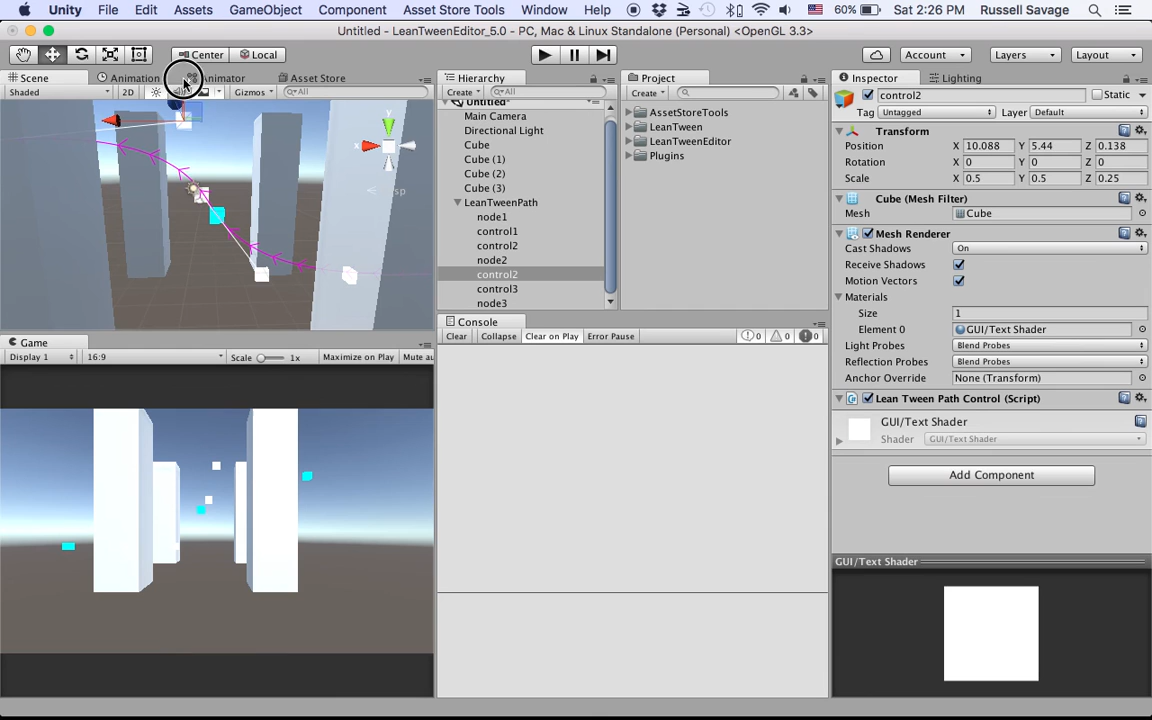 Unity File Edit Assets GameObject Component Asset Store Tools Window Help 60% Sat 2:26 PM Russell Savage
Untitled - LeanTweenEditor_5.0 - PC, Mac & Linux Standalone (Personal) <OpenGL 3.3>
Center Local Account Layers Layout
Scene Animation Animator Asset Store
Shaded 2D Gizmos All
x y
Hierarchy
Create All
Untitled*
Main Camera
Directional Light
Cube
Cube (1)
Cube (2)
Cube (3)
LeanTweenPath
node1
control1
control2
node2
control2
control3
node3
Project
Create
AssetStoreTools
LeanTween
LeanTweenEditor
Plugins
Console
Clear Collapse Clear on Play Error Pause 0 0 0
Game
Display 1 16:9 Scale 1x Maximize on Play Mute au
Inspector Lighting
control2 Static
Tag Untagged Layer Default
Transform
Position X 10.088 Y 5.44 Z 0.138
Rotation X 0 Y 0 Z 0
Scale X 0.5 Y 0.5 Z 0.25
Cube (Mesh Filter)
Mesh Cube
Mesh Renderer
Cast Shadows On
Receive Shadows
Motion Vectors
Materials
Size 1
Element 0 GUI/Text Shader
Light Probes Blend Probes
Reflection Probes Blend Probes
Anchor Override None (Transform)
Lean Tween Path Control (Script)
GUI/Text Shader
Shader GUI/Text Shader
Add Component
GUI/Text Shader